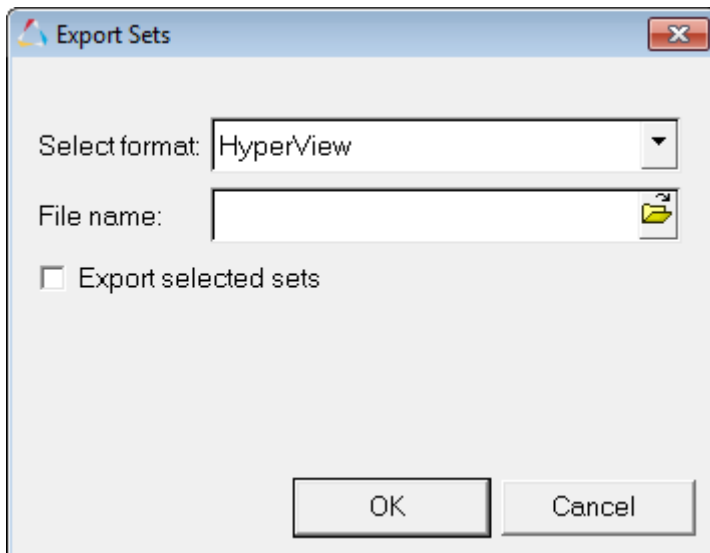 Export Sets
Select format: HyperView
File name:
Export selected sets
OK Cancel